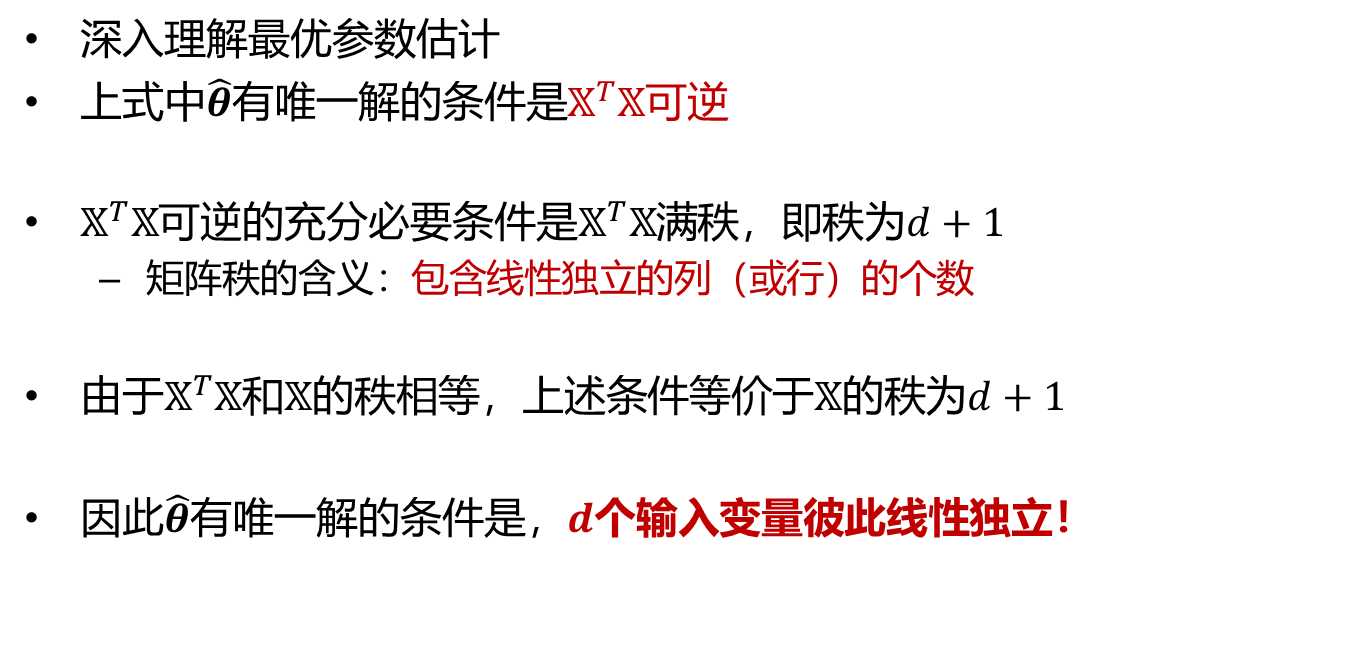 • 深入理解最优参数估计
• 上式中𝜽̂有唯一解的条件是𝕏ᵀ𝕏可逆
• 𝕏ᵀ𝕏可逆的充分必要条件是𝕏ᵀ𝕏满秩，即秩为𝑑 + 1
– 矩阵秩的含义：包含线性独立的列（或行）的个数
• 由于𝕏ᵀ𝕏和𝕏的秩相等，上述条件等价于𝕏的秩为𝑑 + 1
• 因此𝜽̂有唯一解的条件是，𝒅个输入变量彼此线性独立！